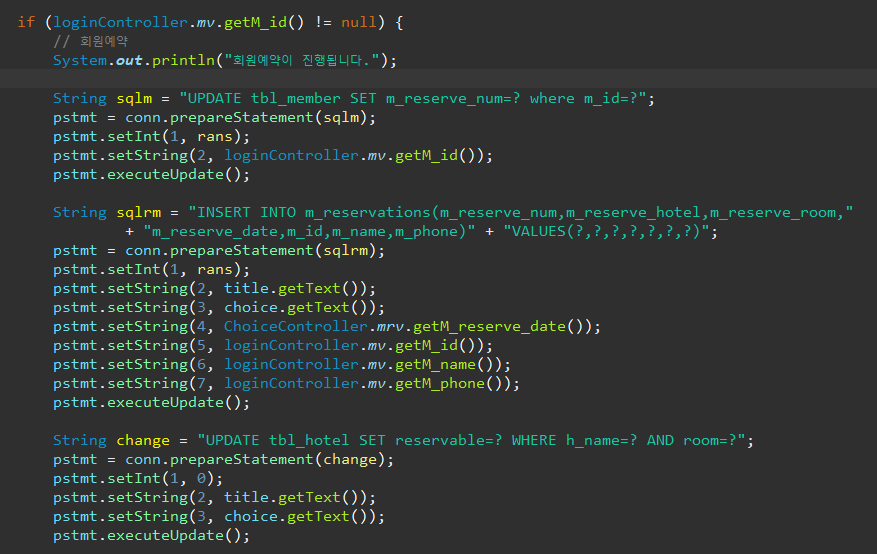 if (loginController.mv.getM_id() != null) {
// 회원예약
System.out.println("회원예약이 진행됩니다.");
String sqlm = "UPDATE tbl_member SET m_reserve_num=? where m_id=?";
pstmt = conn.prepareStatement(sqlm);
pstmt.setInt(1, rans);
pstmt.setString(2, loginController.mv.getM_id());
pstmt.executeUpdate();
String sqlrm = "INSERT INTO m_reservations(m_reserve_num,m_reserve_hotel,m_reserve_room,"
+ "m_reserve_date,m_id,m_name,m_phone)" + "VALUES(?,?,?,?,?,?,?)";
pstmt = conn.prepareStatement(sqlrm);
pstmt.setInt(1, rans);
pstmt.setString(2, title.getText());
pstmt.setString(3, choice.getText());
pstmt.setString(4, ChoiceController.mrv.getM_reserve_date());
pstmt.setString(5, loginController.mv.getM_id());
pstmt.setString(6, loginController.mv.getM_name());
pstmt.setString(7, loginController.mv.getM_phone());
pstmt.executeUpdate();
String change = "UPDATE tbl_hotel SET reservable=? WHERE h_name=? AND room=?";
pstmt = conn.prepareStatement(change);
pstmt.setInt(1, 0);
pstmt.setString(2, title.getText());
pstmt.setString(3, choice.getText());
pstmt.executeUpdate();